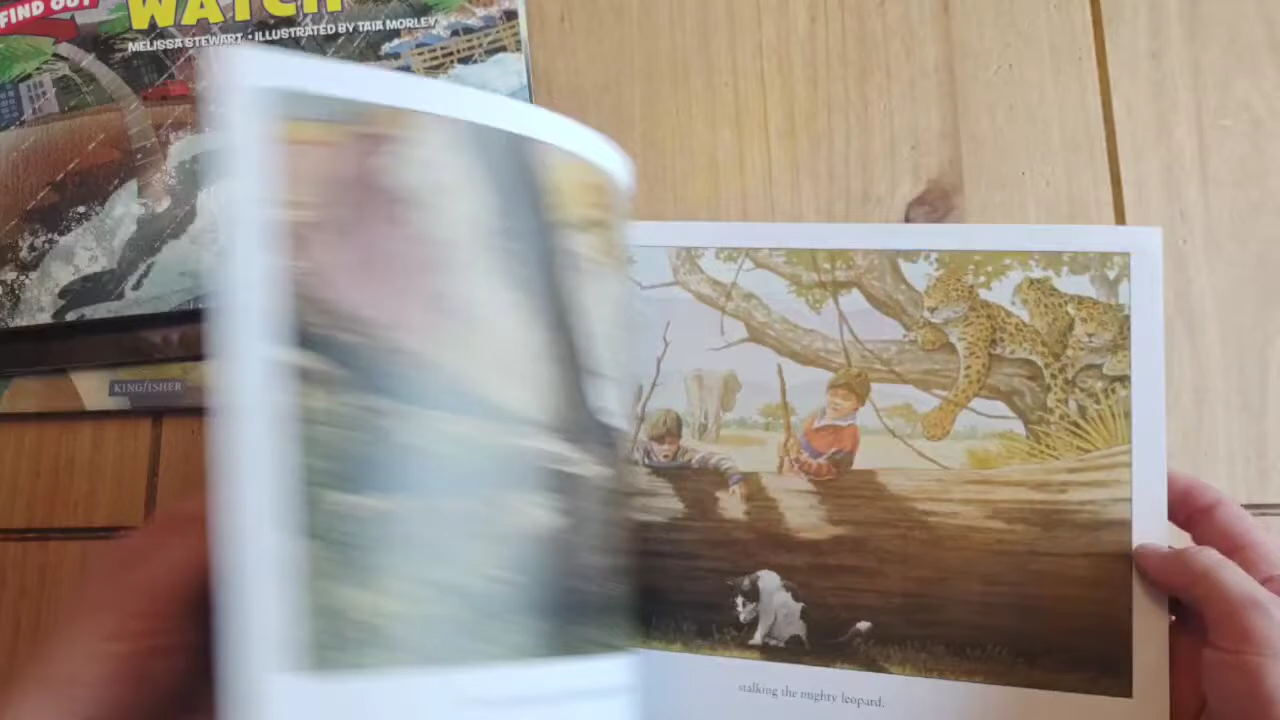 FIND OUT
WATCH
MELISSA STEWART • ILLUSTRATED BY TAIA MORLEY
KINGFISHER
stalking the mighty leopard.